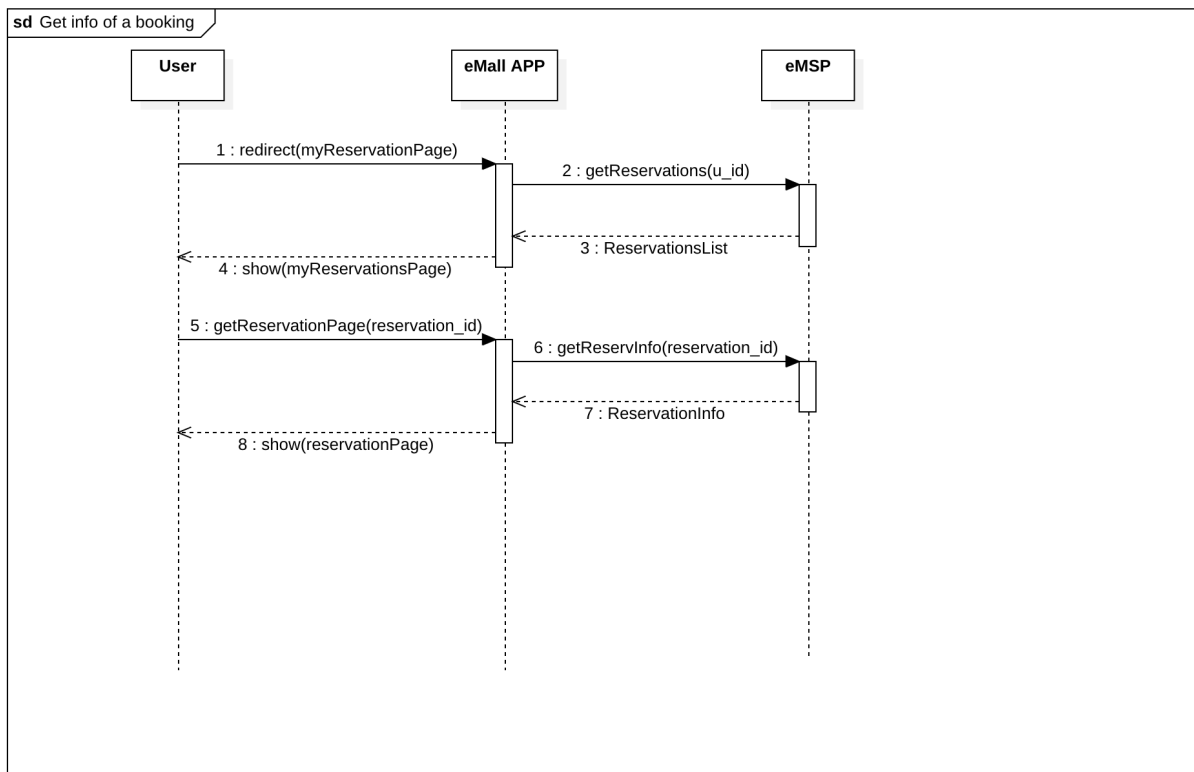 sd Get info of a booking
User
eMall APP
eMSP
1 : redirect(myReservationPage)
2 : getReservations(u_id)
3 : ReservationsList
4 : show(myReservationsPage)
5 : getReservationPage(reservation_id)
6 : getReservInfo(reservation_id)
7 : ReservationInfo
8 : show(reservationPage)